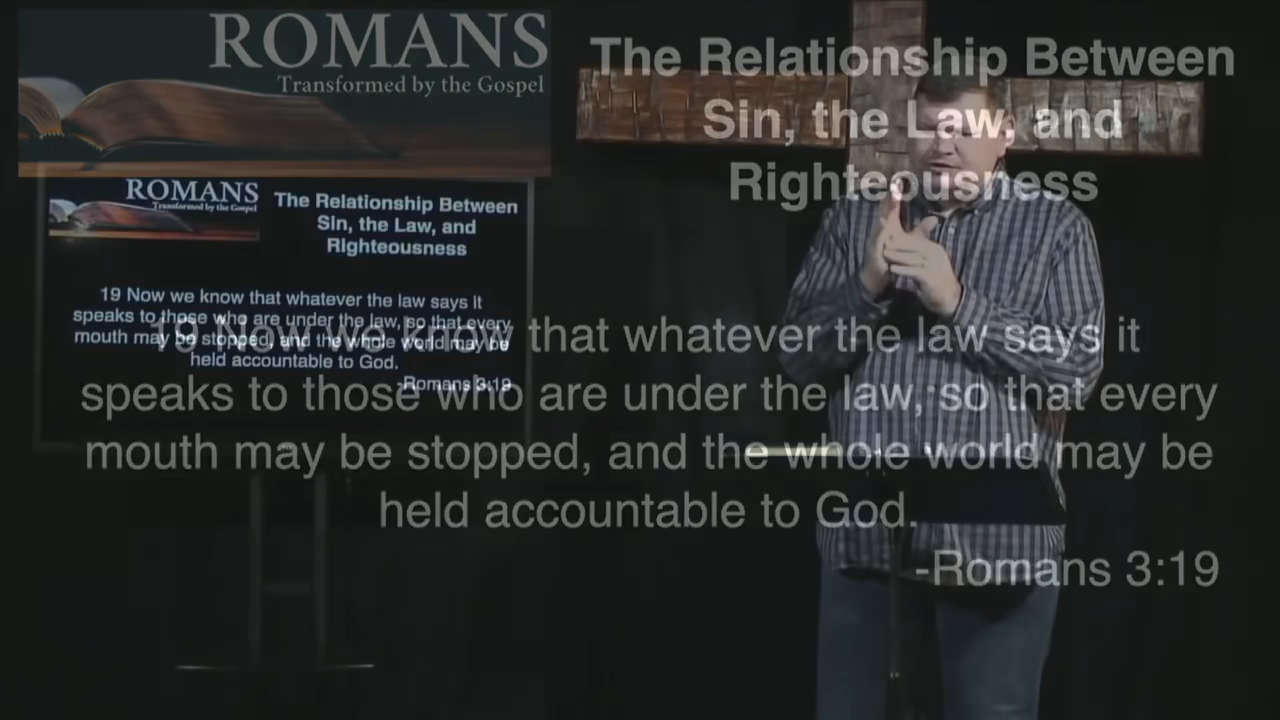 ROMANS
Transformed by the Gospel
The Relationship Between
Sin, the Law, and
Righteousness
ROMANS
Transformed by the Gospel
The Relationship Between
Sin, the Law, and
Righteousness
19 Now we know that whatever the law says it
speaks to those who are under the law, so that every
mouth may be stopped, and the whole world may be
held accountable to God.
-Romans 3:19
19 Now we know that whatever the law says it
speaks to those who are under the law, so that every
mouth may be stopped, and the whole world may be
held accountable to God.
-Romans 3:19